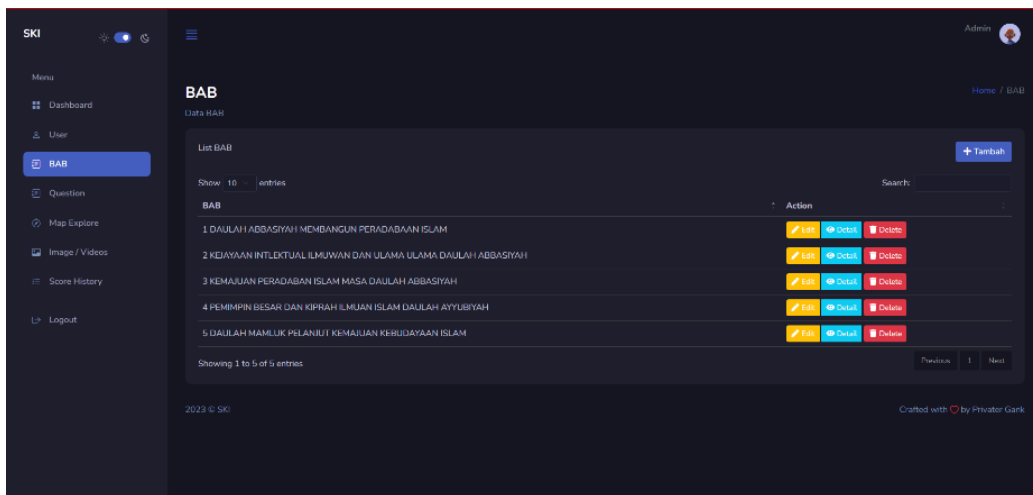 SKI
Admin
Menu
Dashboard
User
BAB
Question
Map Explore
Image / Videos
Score History
Logout
BAB
Home / BAB
Data BAB
List BAB
+ Tambah
Show 10 entries
Search:
BAB Action
1 DAULAH ABBASIYAH MEMBANGUN PERADABAAN ISLAM Edit Detail Delete
2 KEJAYAAN INTLEKTUAL ILMUWAN DAN ULAMA ULAMA DAULAH ABBASIYAH Edit Detail Delete
3 KEMAJUAN PERADABAN ISLAM MASA DAULAH ABBASIYAH Edit Detail Delete
4 PEMIMPIN BESAR DAN KIPRAH ILMUAN ISLAM DAULAH AYYUBIYAH Edit Detail Delete
5 DAULAH MAMLUK PELANJUT KEMAJUAN KEBUDAYAAN ISLAM Edit Detail Delete
Showing 1 to 5 of 5 entries
Previous 1 Next
2023 © SKI
Crafted with by Privater Gank